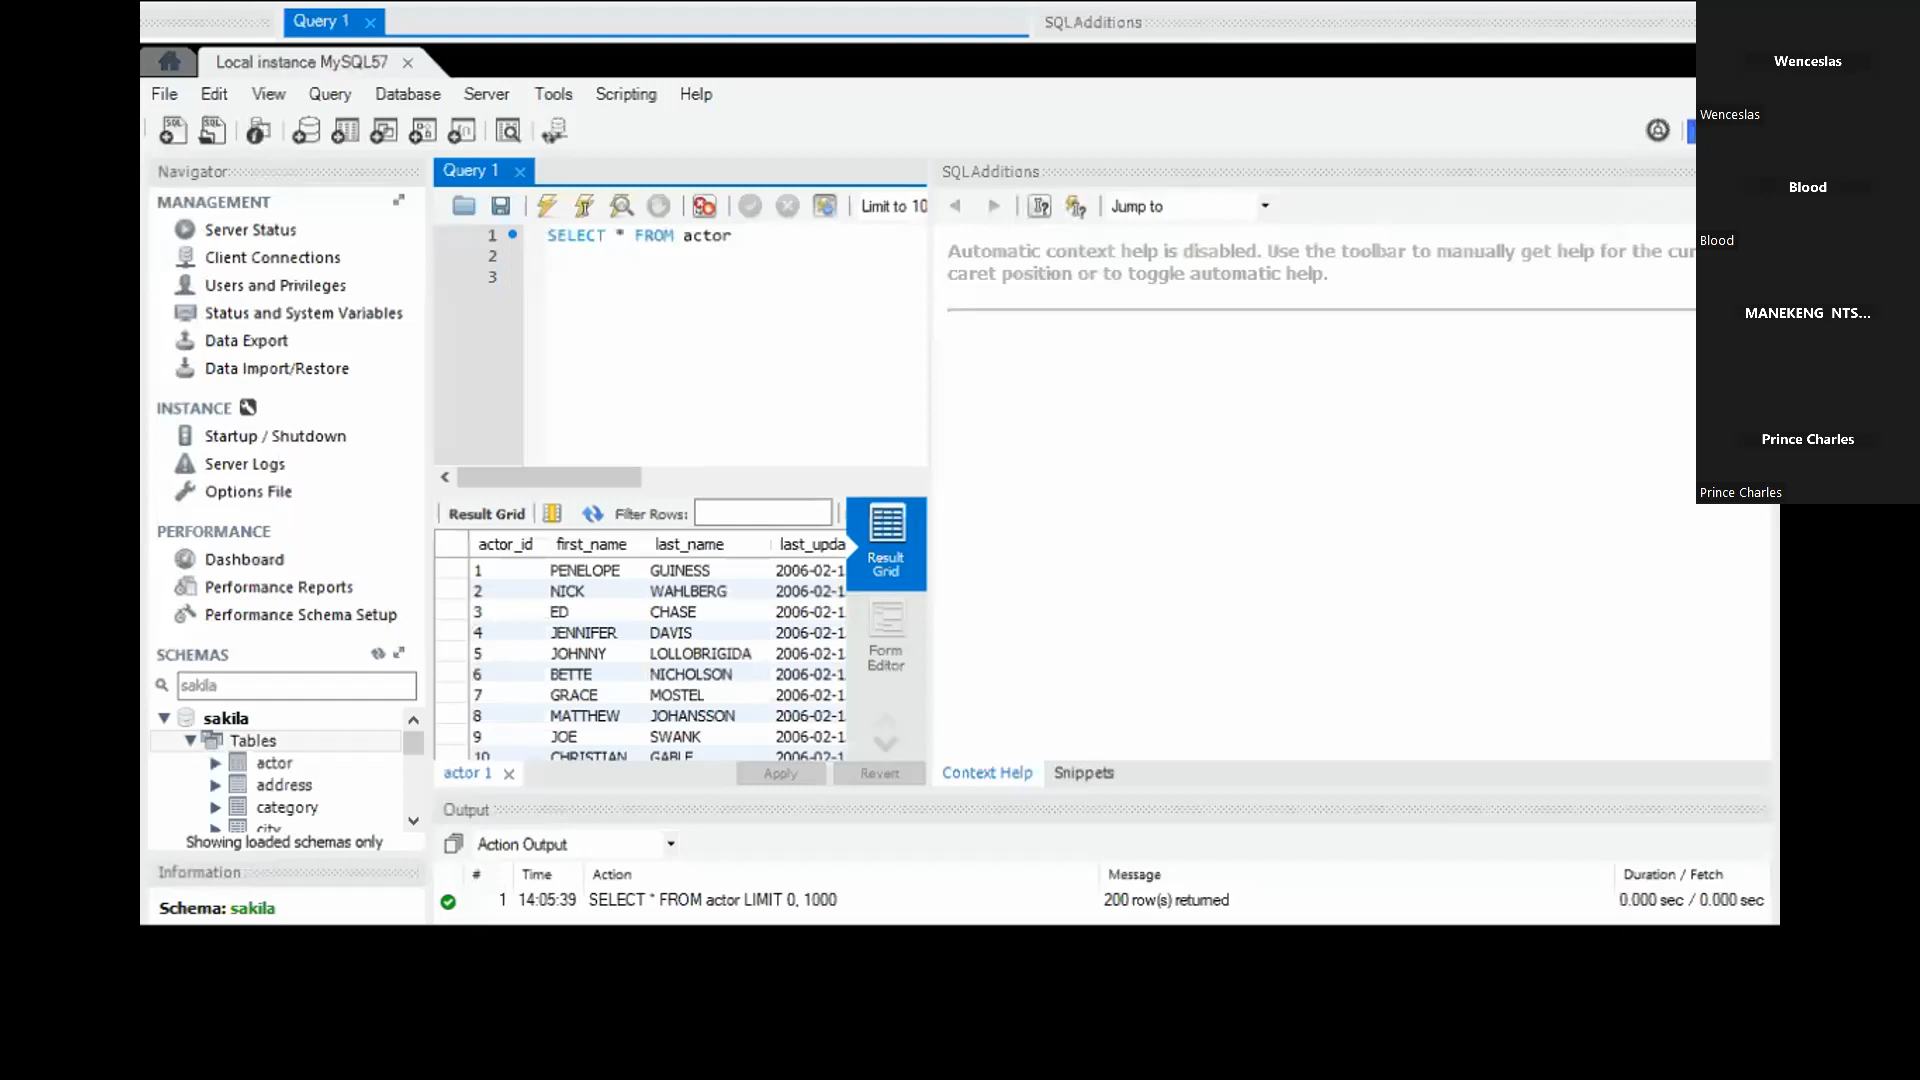 Query 1
SQLAdditions
Local instance MySQL57
File Edit View Query Database Server Tools Scripting Help
Navigator
MANAGEMENT
Server Status
Client Connections
Users and Privileges
Status and System Variables
Data Export
Data Import/Restore
INSTANCE
Startup / Shutdown
Server Logs
Options File
PERFORMANCE
Dashboard
Performance Reports
Performance Schema Setup
SCHEMAS
sakila
sakila
Tables
actor
address
category
city
Showing loaded schemas only
Information
Schema: sakila
Query 1
Limit to 10
1 SELECT * FROM actor
2
3
Result Grid Filter Rows:
actor_id first_name last_name last_upda
1 PENELOPE GUINESS 2006-02-1
2 NICK WAHLBERG 2006-02-1
3 ED CHASE 2006-02-1
4 JENNIFER DAVIS 2006-02-1
5 JOHNNY LOLLOBRIGIDA 2006-02-1
6 BETTE NICHOLSON 2006-02-1
7 GRACE MOSTEL 2006-02-1
8 MATTHEW JOHANSSON 2006-02-1
9 JOE SWANK 2006-02-1
10 CHRISTIAN GABLE 2006-02-1
Result
Grid
Form
Editor
actor 1 Apply Revert
SQLAdditions
Jump to
Automatic context help is disabled. Use the toolbar to manually get help for the cur
caret position or to toggle automatic help.
Context Help Snippets
Output
Action Output
# Time Action Message Duration / Fetch
1 14:05:39 SELECT * FROM actor LIMIT 0, 1000 200 row(s) returned 0.000 sec / 0.000 sec
Wenceslas
Wenceslas
Blood
Blood
MANEKENG NTS...
Prince Charles
Prince Charles